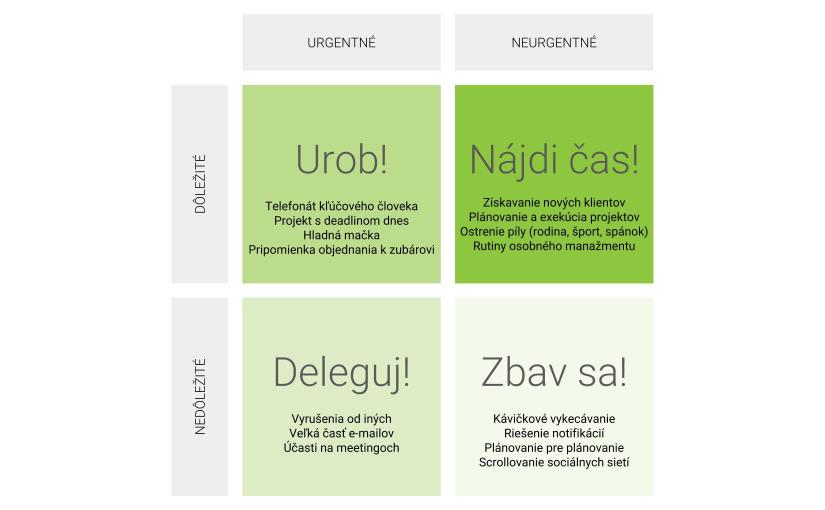 URGENTNÉ
NEURGENTNÉ
DÔLEŽITÉ
Urob!
Telefonát kľúčového človeka
Projekt s deadlinom dnes
Hladná mačka
Pripomienka objednania k zubárovi
Nájdi čas!
Získavanie nových klientov
Plánovanie a exekúcia projektov
Ostrenie píly (rodina, šport, spánok)
Rutiny osobného manažmentu
NEDÔLEŽITÉ
Deleguj!
Vyrušenia od iných
Veľká časť e-mailov
Účasti na meetingoch
Zbav sa!
Kávičkové vykecávanie
Riešenie notifikácií
Plánovanie pre plánovanie
Scrollovanie sociálnych sietí